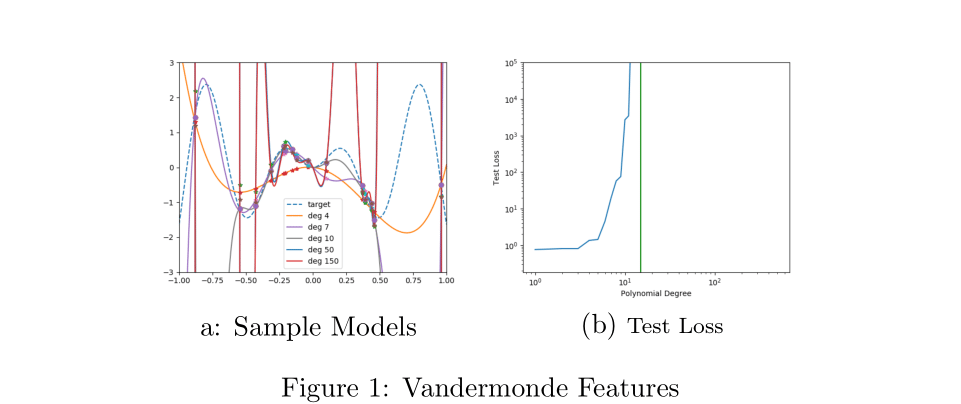 3
2
1
0
−1
−2
−3
−1.00 −0.75 −0.50 −0.25 0.00 0.25 0.50 0.75 1.00
target
deg 4
deg 7
deg 10
deg 50
deg 150
a: Sample Models
Test Loss
10^5
10^4
10^3
10^2
10^1
10^0
10^0 10^1 10^2
Polynomial Degree
(b) Test Loss
Figure 1: Vandermonde Features